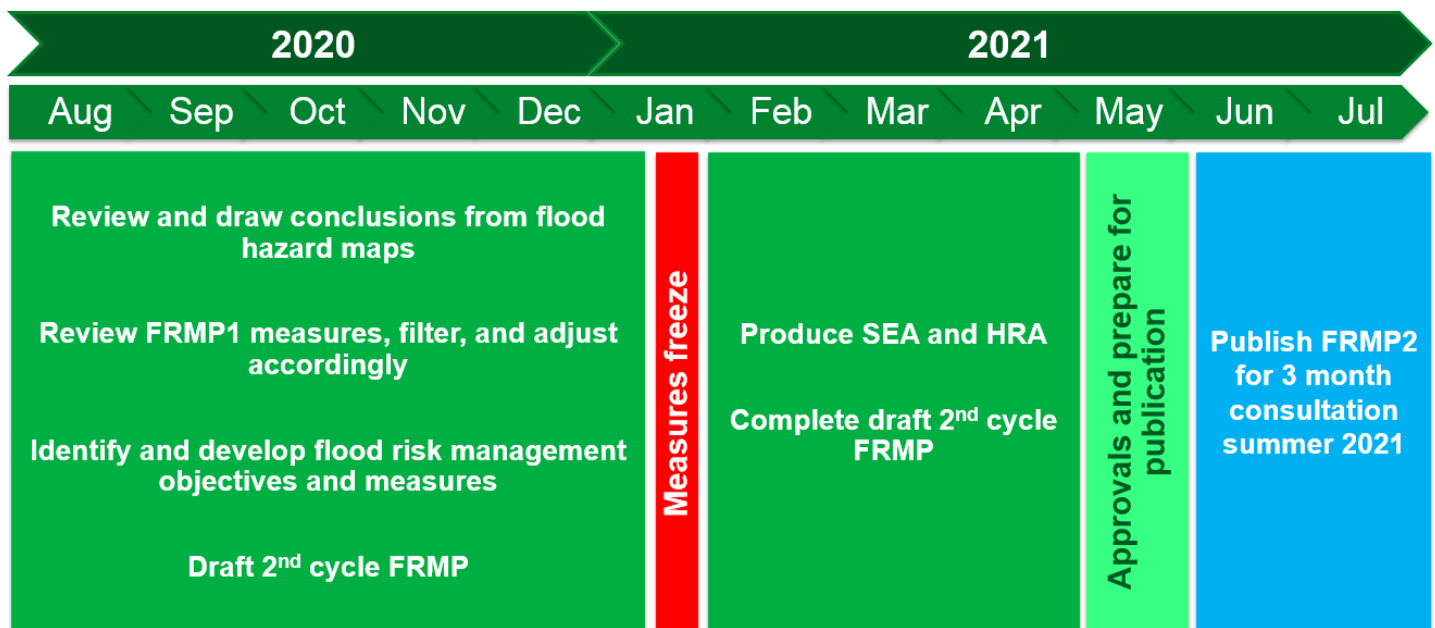 2020 2021
Aug Sep Oct Nov Dec Jan Feb Mar Apr May Jun Jul
Review and draw conclusions from flood
hazard maps
Review FRMP1 measures, filter, and adjust
accordingly
Identify and develop flood risk management
objectives and measures
Draft 2nd cycle FRMP
Measures freeze
Produce SEA and HRA
Complete draft 2nd cycle
FRMP
Approvals and prepare for
publication
Publish FRMP2
for 3 month
consultation
summer 2021